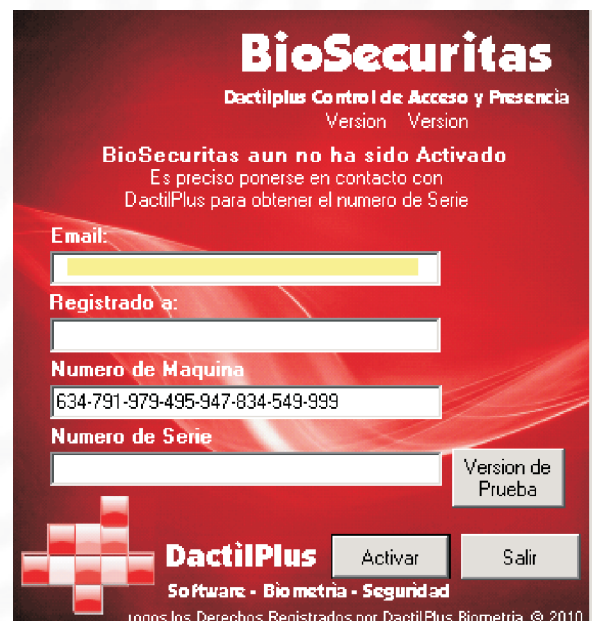 BioSecuritas
Dactilplus Control de Acceso y Presencia
Version Version
BioSecuritas aun no ha sido Activado
Es preciso ponerse en contacto con
DactilPlus para obtener el numero de Serie
Email:
Registrado a:
Numero de Maquina
634-791-979-495-947-834-549-999
Numero de Serie
Version de
Prueba
DactilPlus
Activar
Salir
Software - Biometria - Seguridad
los Derechos Registrados por DactilPlus Biometria. © 2010